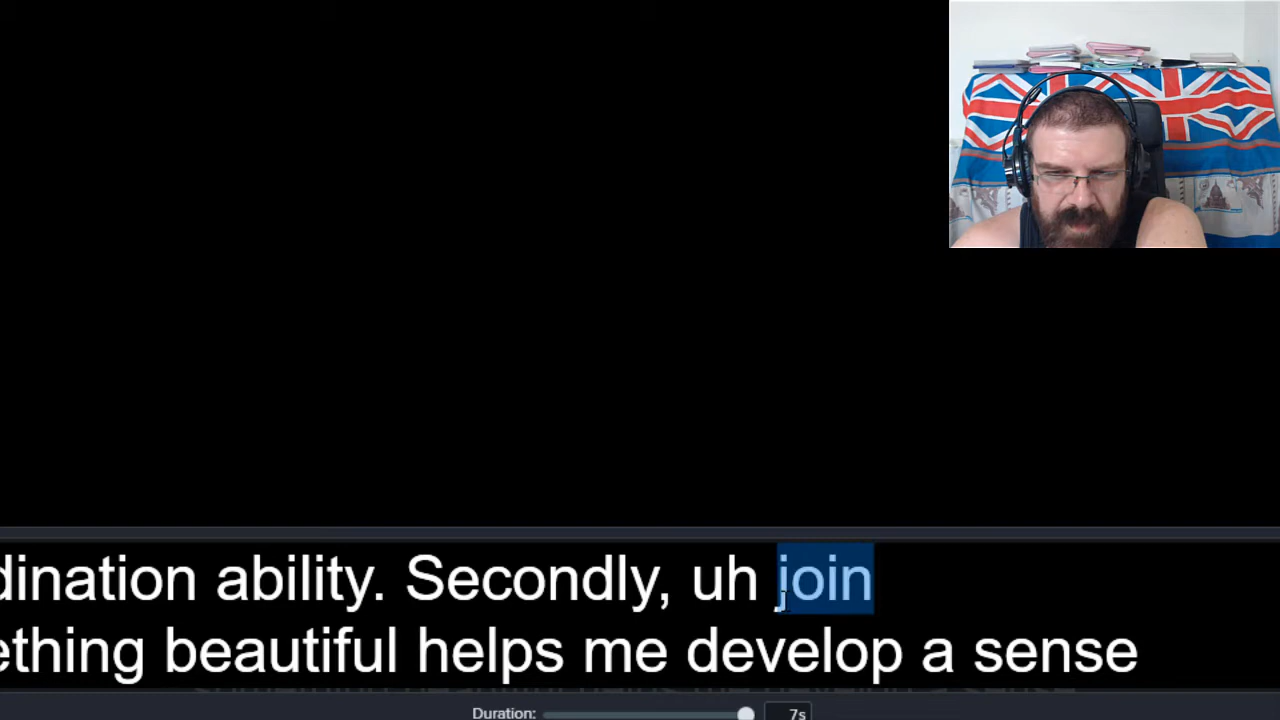 dination ability. Secondly, uh join
ething beautiful helps me develop a sense
Duration: 7s